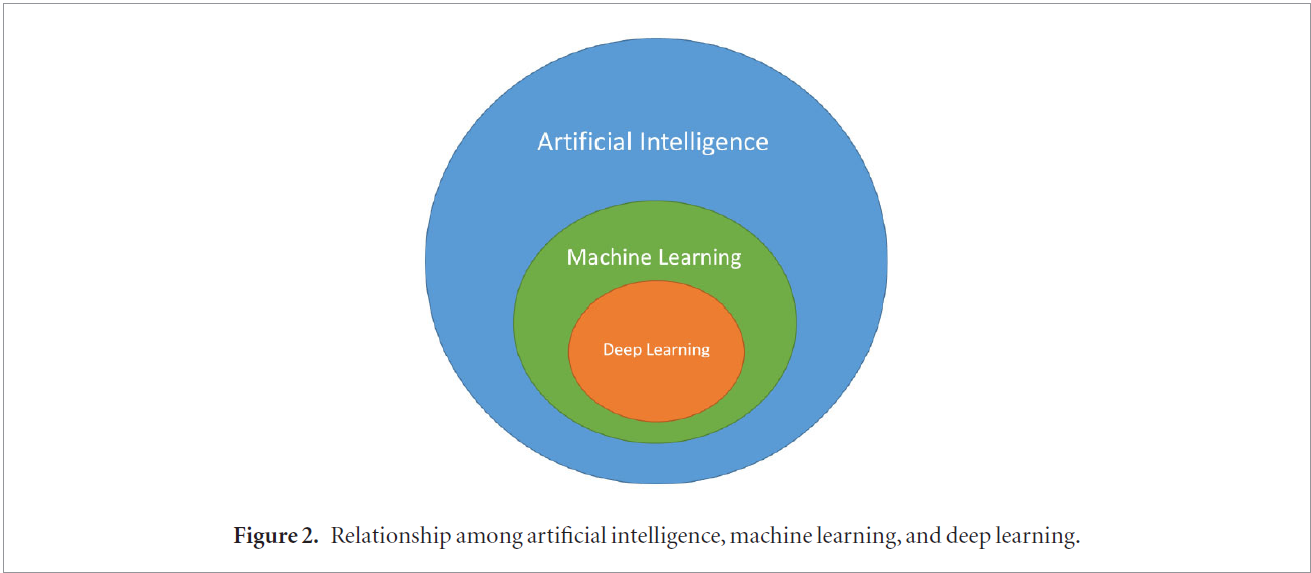 Artificial Intelligence
Machine Learning
Deep Learning
Figure 2. Relationship among artificial intelligence, machine learning, and deep learning.